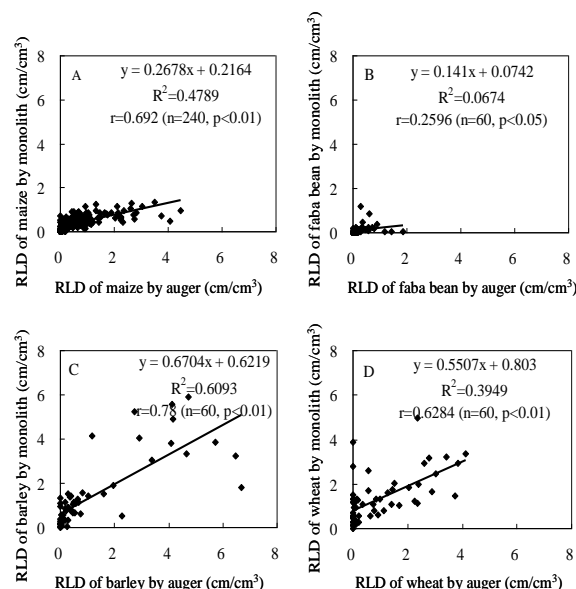 RLD of maize by monolith (cm/cm³)
8
6
4
2
0
A
y = 0.2678x + 0.2164
R²=0.4789
r=0.692 (n=240, p<0.01)
0 2 4 6 8
RLD of maize by auger (cm/cm³)
RLD of faba bean by monolith (cm/cm³)
8
6
4
2
0
B
y = 0.141x + 0.0742
R²=0.0674
r=0.2596 (n=60, p<0.05)
0 2 4 6 8
RLD of faba bean by auger (cm/cm³)
RLD of barley by monolith (cm/cm³)
8
6
4
2
0
C
y = 0.6704x + 0.6219
R²=0.6093
r=0.78 (n=60, p<0.01)
0 2 4 6 8
RLD of barley by auger (cm/cm³)
RLD of wheat by monolith (cm/cm³)
8
6
4
2
0
D
y = 0.5507x + 0.803
R²=0.3949
r=0.6284 (n=60, p<0.01)
0 2 4 6 8
RLD of wheat by auger (cm/cm³)